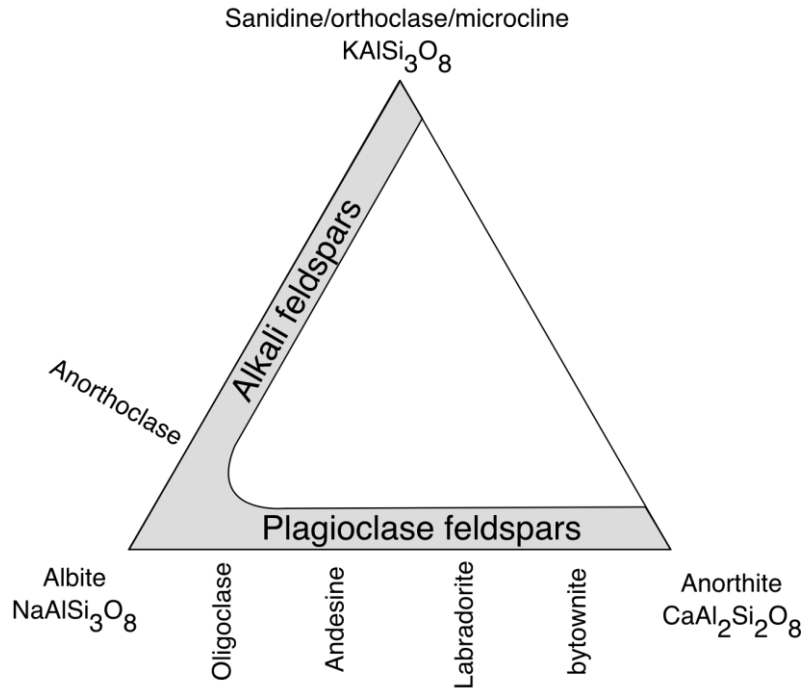 Sanidine/orthoclase/microcline
KAlSi₃O₈
Alkali feldspars
Anorthoclase
Plagioclase feldspars
Albite
NaAlSi₃O₈
Oligoclase
Andesine
Labradorite
bytownite
Anorthite
CaAl₂Si₂O₈